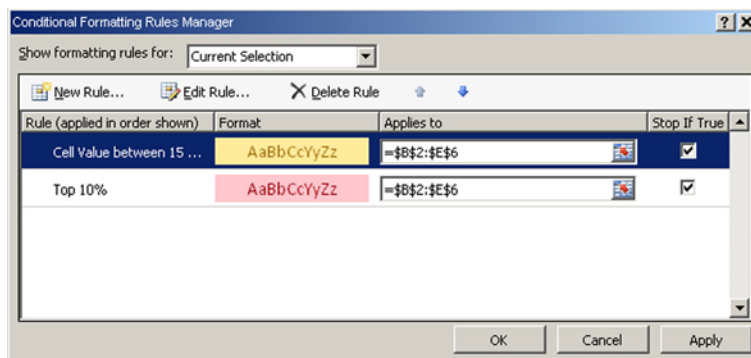 Conditional Formatting Rules Manager
Show formatting rules for: Current Selection
New Rule... Edit Rule... Delete Rule
Rule (applied in order shown) Format Applies to Stop If True
Cell Value between 15 ... AaBbCcYyZz =$B$2:$E$6
Top 10% AaBbCcYyZz =$B$2:$E$6
OK Cancel Apply